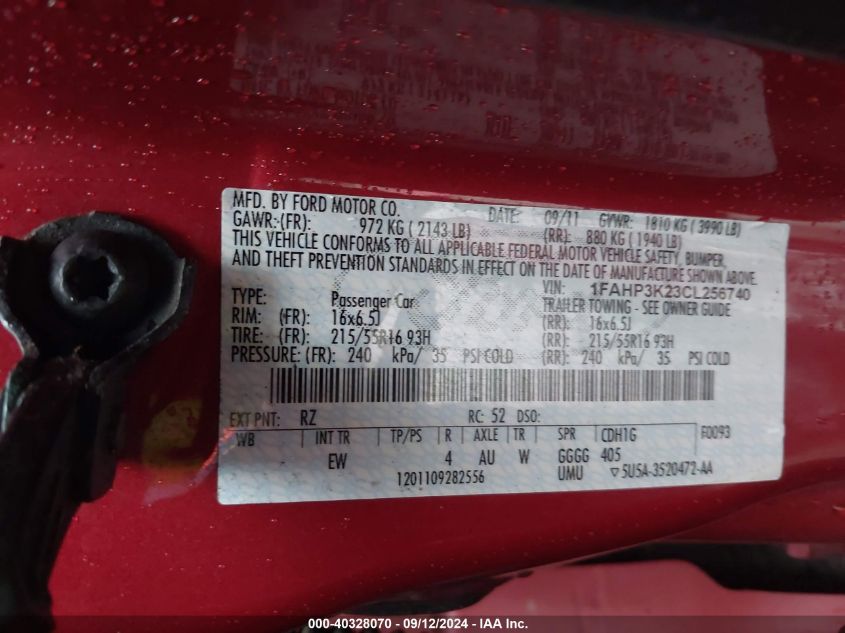 MFD. BY FORD MOTOR CO. DATE: 09/11 GVWR: 1810 KG ( 3990 LB)
GAWR:(FR): 972 KG ( 2143 LB) (RR): 880 KG ( 1940 LB)
THIS VEHICLE CONFORMS TO ALL APPLICABLE FEDERAL MOTOR VEHICLE SAFETY, BUMPER,
AND THEFT PREVENTION STANDARDS IN EFFECT ON THE DATE OF MANUFACTURE SHOWN ABOVE.
VIN: 1FAHP3K23CL256740
TYPE: Passenger Car TRAILER TOWING - SEE OWNER GUIDE
RIM: (FR): 16x6.5J (RR): 16x6.5J
TIRE: (FR): 215/55R16 93H (RR): 215/55R16 93H
PRESSURE: (FR): 240 kPa/ 35 PSI COLD (RR): 240 kPa/ 35 PSI COLD
EXT PNT: RZ RC: 52 DSO:
WB INT TR TP/PS R AXLE TR SPR CDH1G F0093
EW 4 AU W GGGG 405
1201109282556 UMU ▽5U5A-3520472-AA
000-40328070 - 09/12/2024 - IAA Inc.